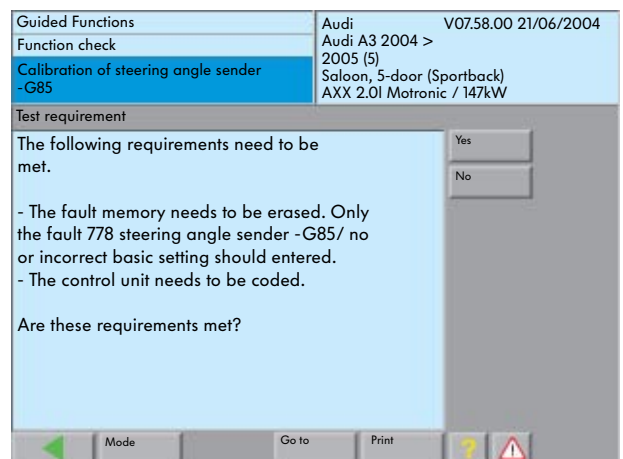 Guided Functions
Function check
Calibration of steering angle sender
-G85
Audi V07.58.00 21/06/2004
Audi A3 2004 >
2005 (5)
Saloon, 5-door (Sportback)
AXX 2.0l Motronic / 147kW
Test requirement
The following requirements need to be
met.
- The fault memory needs to be erased. Only
the fault 778 steering angle sender -G85/ no
or incorrect basic setting should entered.
- The control unit needs to be coded.
Are these requirements met?
Yes
No
Mode
Go to
Print
?
!